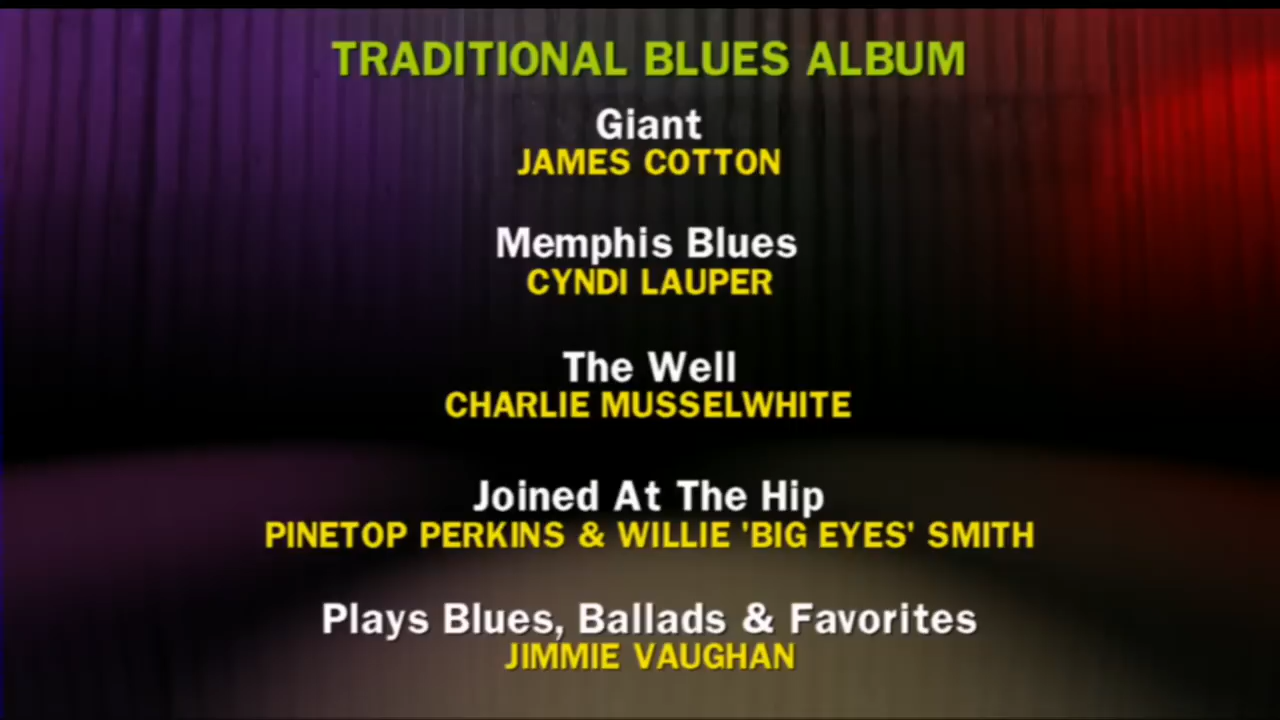 TRADITIONAL BLUES ALBUM
Giant
JAMES COTTON
Memphis Blues
CYNDI LAUPER
The Well
CHARLIE MUSSELWHITE
Joined At The Hip
PINETOP PERKINS & WILLIE 'BIG EYES' SMITH
Plays Blues, Ballads & Favorites
JIMMIE VAUGHAN